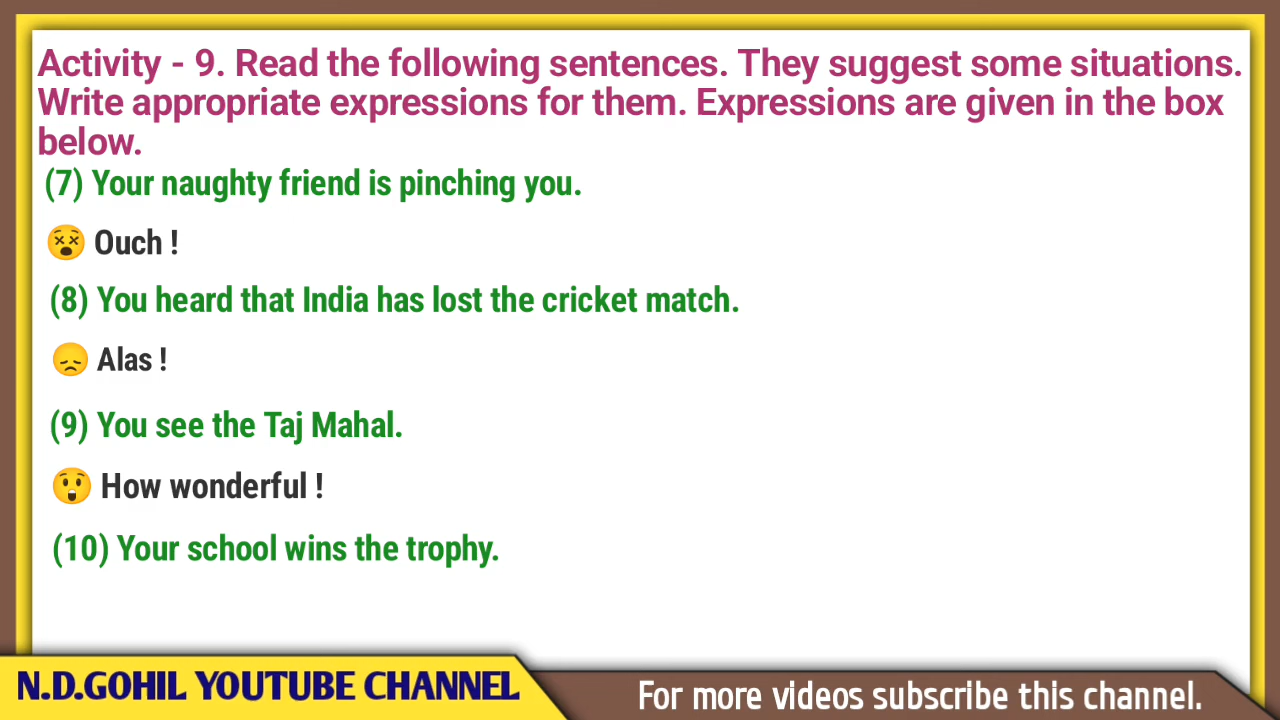 Activity - 9. Read the following sentences. They suggest some situations.
Write appropriate expressions for them. Expressions are given in the box
below.
(7) Your naughty friend is pinching you.
😵 Ouch !
(8) You heard that India has lost the cricket match.
😞 Alas !
(9) You see the Taj Mahal.
😲 How wonderful !
(10) Your school wins the trophy.
N.D.GOHIL YOUTUBE CHANNEL
For more videos subscribe this channel.